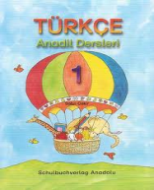 TÜRKÇE
Anadil Dersleri
1
Schulbuchverlag Anadolu